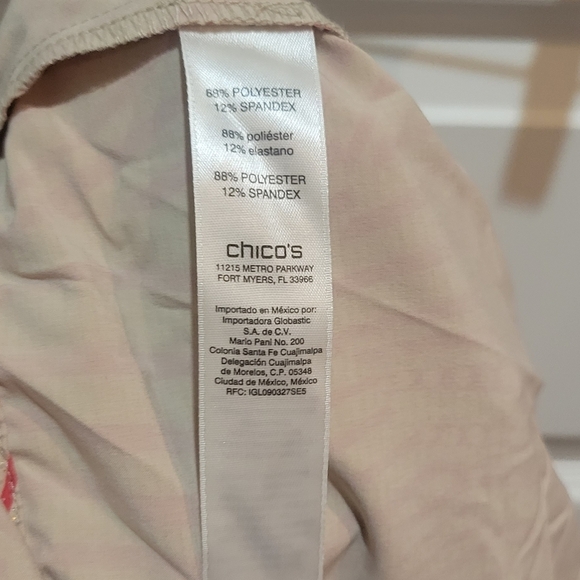 88% POLYESTER
12% SPANDEX
88% poliéster
12% elastano
88% POLYESTER
12% SPANDEX
chico's
11215 METRO PARKWAY
FORT MYERS, FL 33966
Importado en México por:
Importadora Globastic
S.A. de C.V.
Mario Pani No. 200
Colonia Santa Fe Cuajimalpa
Delegación Cuajimalpa
de Morelos, C.P. 05348
Ciudad de México, México
RFC: IGL090327SE5